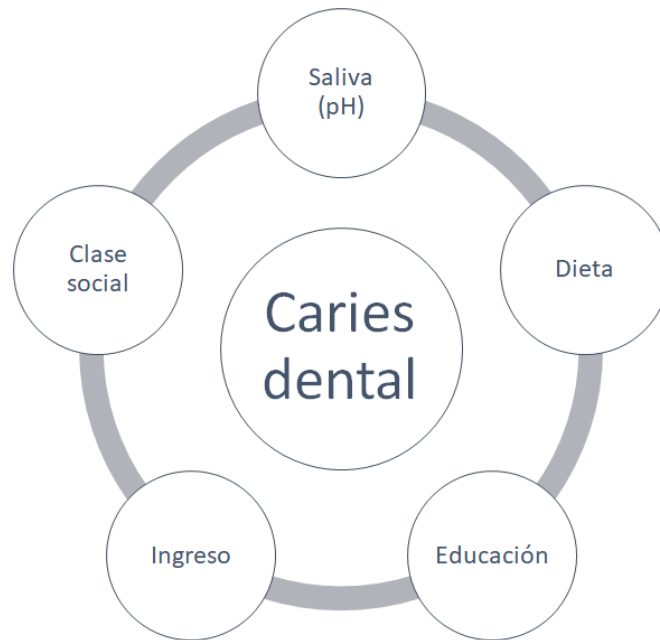 Saliva
(pH)
Clase
social
Dieta
Caries
dental
Ingreso
Educación